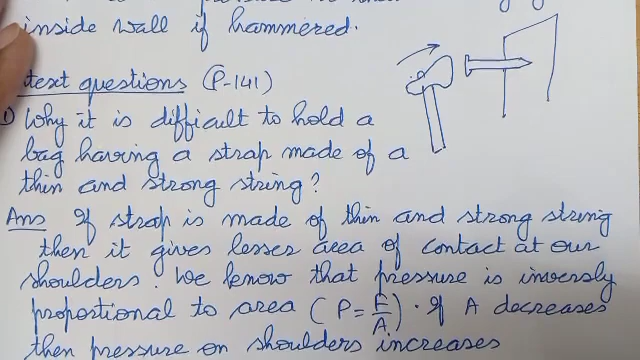 inside wall if hammered.
text questions (P-141)
1) Why it is difficult to hold a
bag having a strap made of a
thin and strong string?
Ans If strap is made of thin and strong string
then it gives lesser area of contact at our
shoulders. We know that pressure is inversly
proportional to area (P = F/A). If A decreases
then pressure on shoulders increases